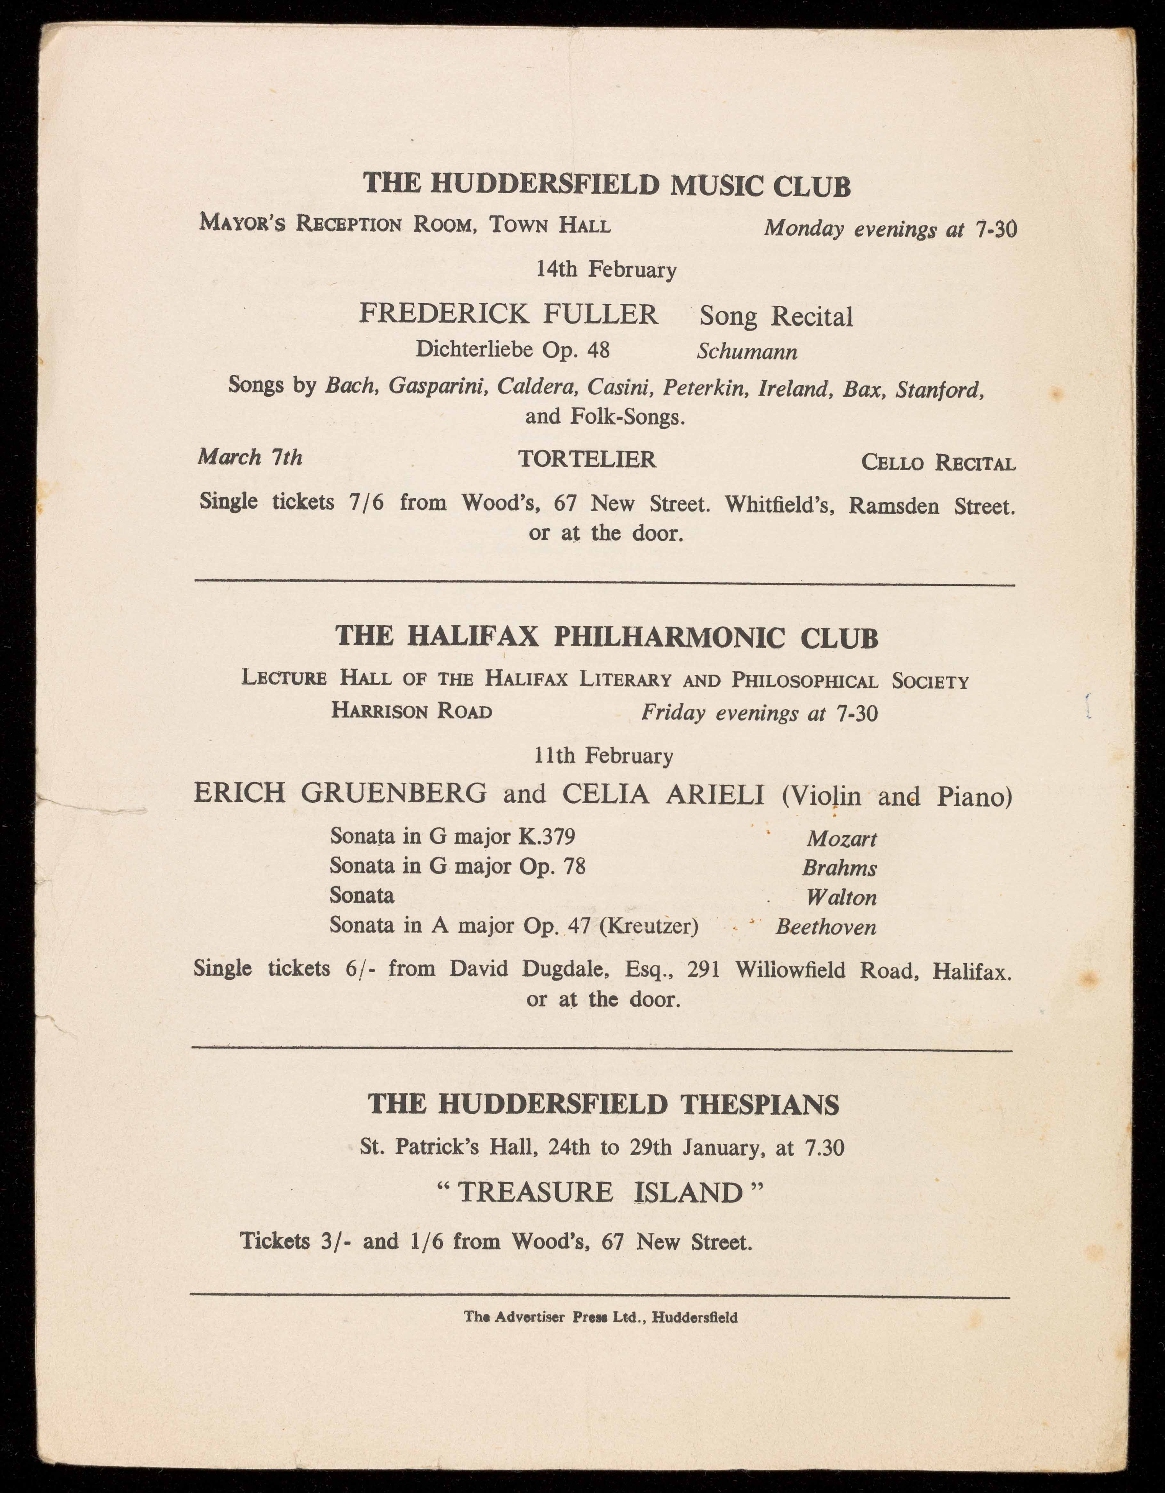 THE HUDDERSFIELD MUSIC CLUB
MAYOR'S RECEPTION ROOM, TOWN HALL Monday evenings at 7-30
14th February
FREDERICK FULLER Song Recital
Dichterliebe Op. 48 Schumann
Songs by Bach, Gasparini, Caldera, Casini, Peterkin, Ireland, Bax, Stanford,
and Folk-Songs.
March 7th TORTELIER CELLO RECITAL
Single tickets 7/6 from Wood's, 67 New Street. Whitfield's, Ramsden Street.
or at the door.
THE HALIFAX PHILHARMONIC CLUB
LECTURE HALL OF THE HALIFAX LITERARY AND PHILOSOPHICAL SOCIETY
HARRISON ROAD Friday evenings at 7-30
11th February
ERICH GRUENBERG and CELIA ARIELI (Violin and Piano)
Sonata in G major K.379 Mozart
Sonata in G major Op. 78 Brahms
Sonata Walton
Sonata in A major Op. 47 (Kreutzer) Beethoven
Single tickets 6/- from David Dugdale, Esq., 291 Willowfield Road, Halifax.
or at the door.
THE HUDDERSFIELD THESPIANS
St. Patrick's Hall, 24th to 29th January, at 7.30
“ TREASURE ISLAND ”
Tickets 3/- and 1/6 from Wood's, 67 New Street.
The Advertiser Press Ltd., Huddersfield